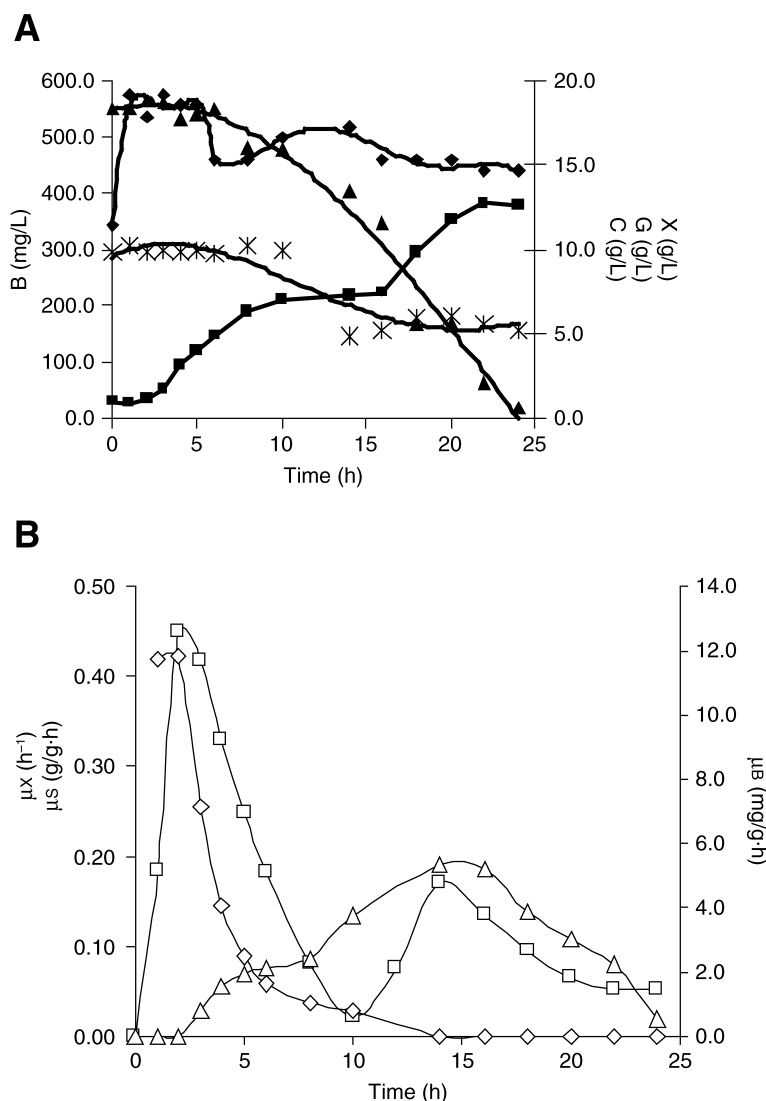 A
600.0
500.0
400.0
300.0
200.0
100.0
0.0
B (mg/L)
20.0
15.0
10.0
5.0
0.0
X (g/L)
G (g/L)
C (g/L)
0 5 10 15 20 25
Time (h)
B
0.50
0.40
0.30
0.20
0.10
0.00
μx (h⁻¹)
μs (g/g·h)
14.0
12.0
10.0
8.0
6.0
4.0
2.0
0.0
μB (mg/g·h)
0 5 10 15 20 25
Time (h)